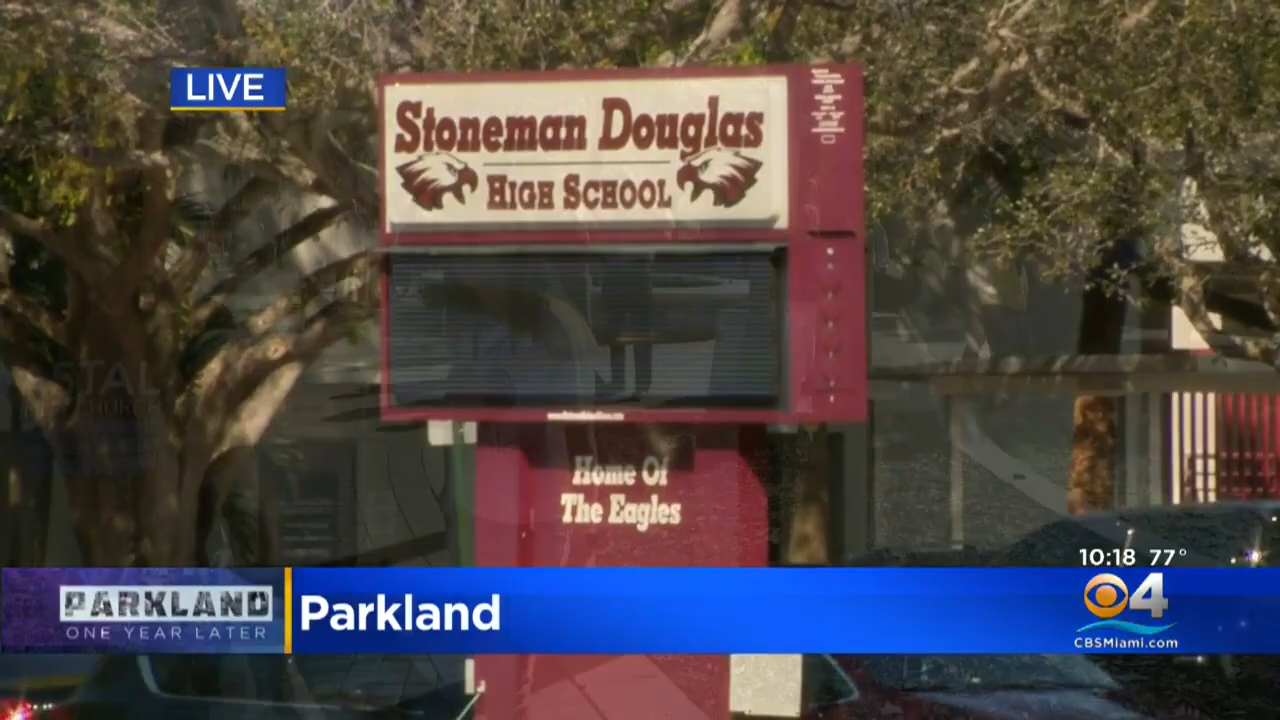 LIVE
Stoneman Douglas
HIGH SCHOOL
Home Of
The Eagles
10:18 77°
PARKLAND
ONE YEAR LATER
Parkland
4
CBSMiami.com